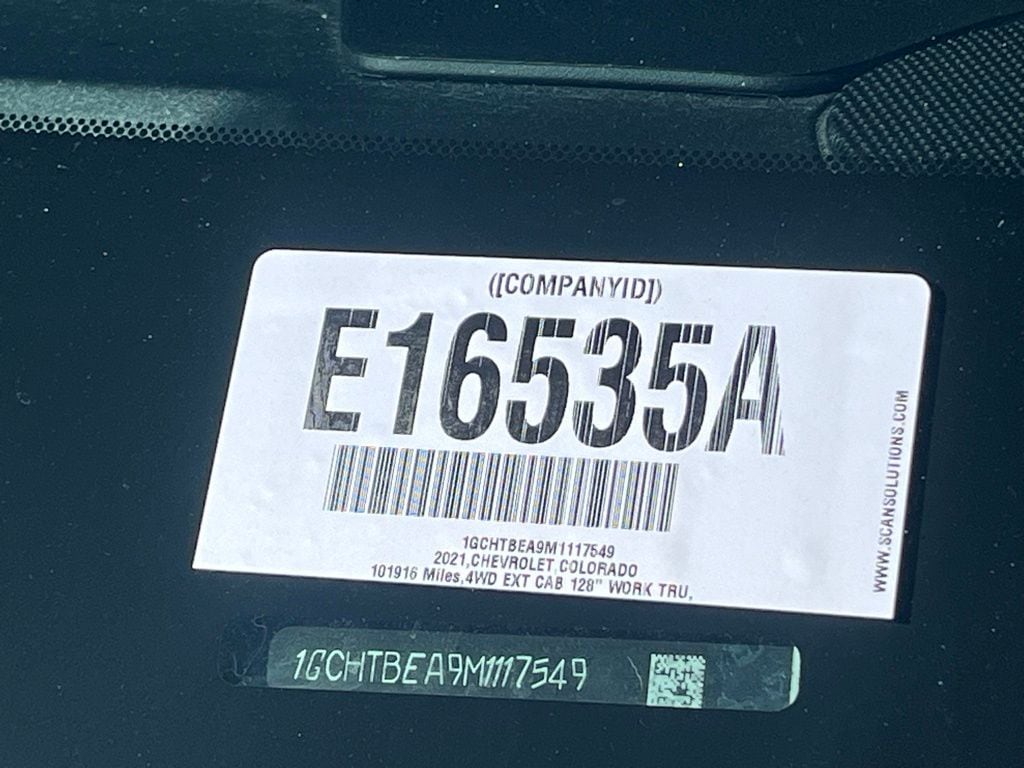 ([COMPANYID])
E16535A
1GCHTBEA9M1117549
2021,CHEVROLET,COLORADO
101916 Miles,4WD EXT CAB 128" WORK TRU,
WWW.SCANSOLUTIONS.COM
1GCHTBEA9M1117549